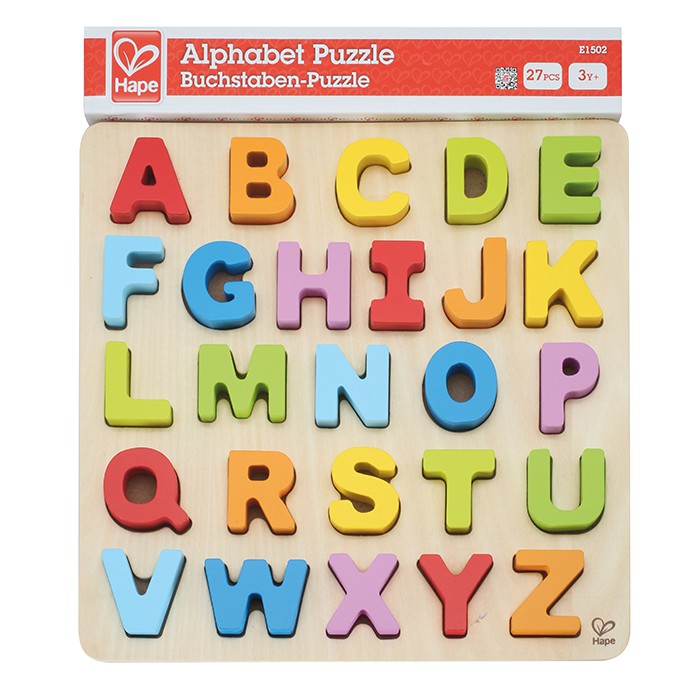 Hape
Alphabet Puzzle
Buchstaben-Puzzle
E1502
27PCS
3Y+
A B C D E
F G H I J K
L M N O P
Q R S T U
V W X Y Z
Hape